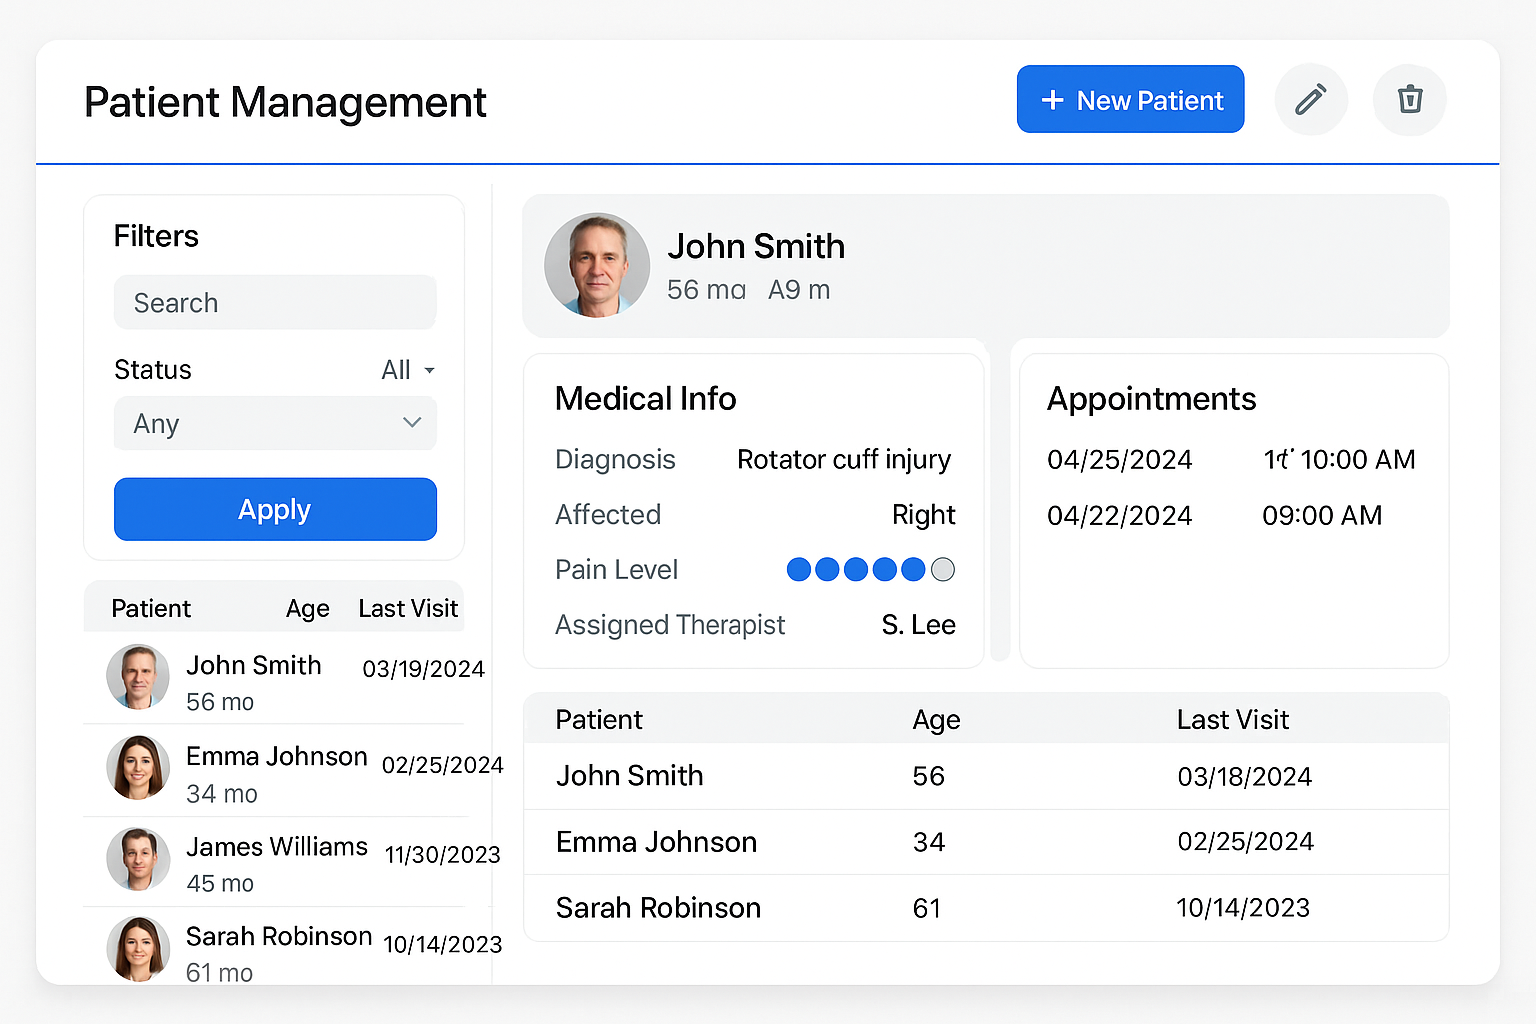 Patient Management
+ New Patient
Filters
Search
Status All
Any
Apply
Patient Age Last Visit
John Smith 03/19/2024
56 mo
Emma Johnson 02/25/2024
34 mo
James Williams 11/30/2023
45 mo
Sarah Robinson 10/14/2023
61 mo
John Smith
56 ma A9 m
Medical Info
Diagnosis Rotator cuff injury
Affected Right
Pain Level
Assigned Therapist S. Lee
Appointments
04/25/2024 10:00 AM
04/22/2024 09:00 AM
Patient Age Last Visit
John Smith 56 03/18/2024
Emma Johnson 34 02/25/2024
Sarah Robinson 61 10/14/2023